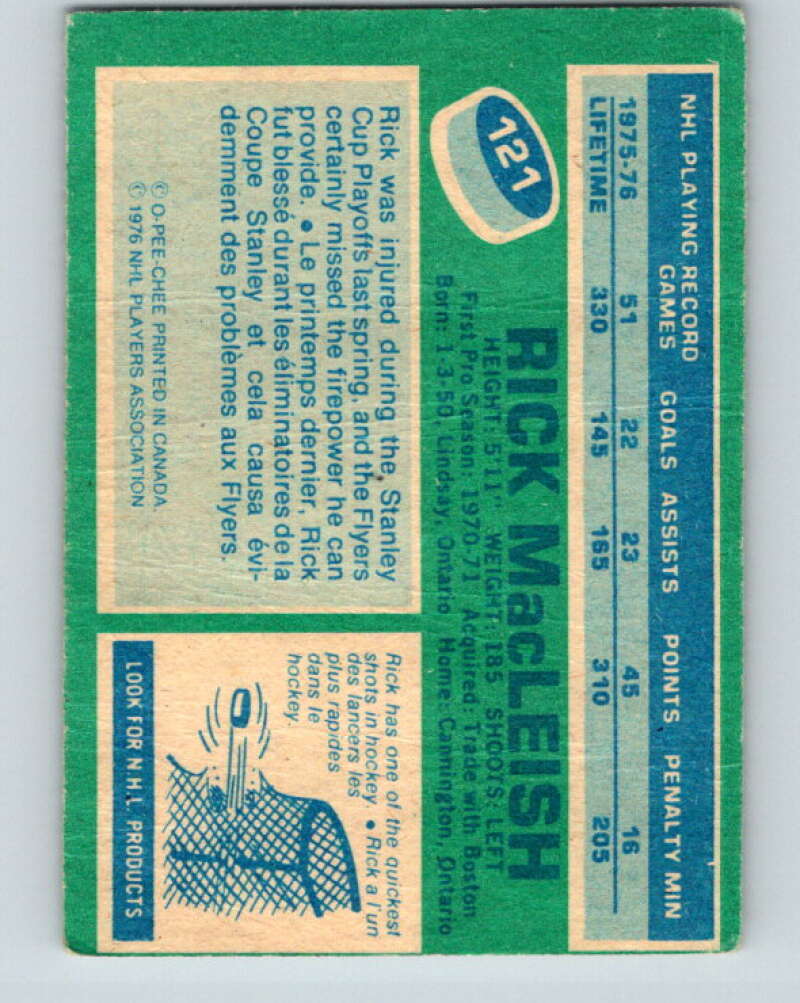 NHL PLAYING RECORD
GAMES GOALS ASSISTS POINTS PENALTY MIN
1975-76 51 22 23 45 16
LIFETIME 330 145 165 310 205
121
RICK MacLEISH
HEIGHT: 5'11" WEIGHT: 185 SHOOTS: LEFT
First Pro Season: 1970-71 Acquired: Trade with Boston
Born: 1-3-50, Lindsay, Ontario Home: Cannington, Ontario
Rick was injured during the Stanley
Cup Playoffs last spring, and the Flyers
certainly missed the firepower he can
provide. • Le printemps dernier, Rick
fut blessé durant les éliminatoires de la
Coupe Stanley et cela causa évi-
demment des problèmes aux Flyers.
© O-PEE-CHEE PRINTED IN CANADA
© 1976 NHL PLAYERS ASSOCIATION
Rick has one of the quickest
shots in hockey • Rick a l'un
des lancers les
plus rapides
dans le
hockey.
LOOK FOR N.H.L. PRODUCTS